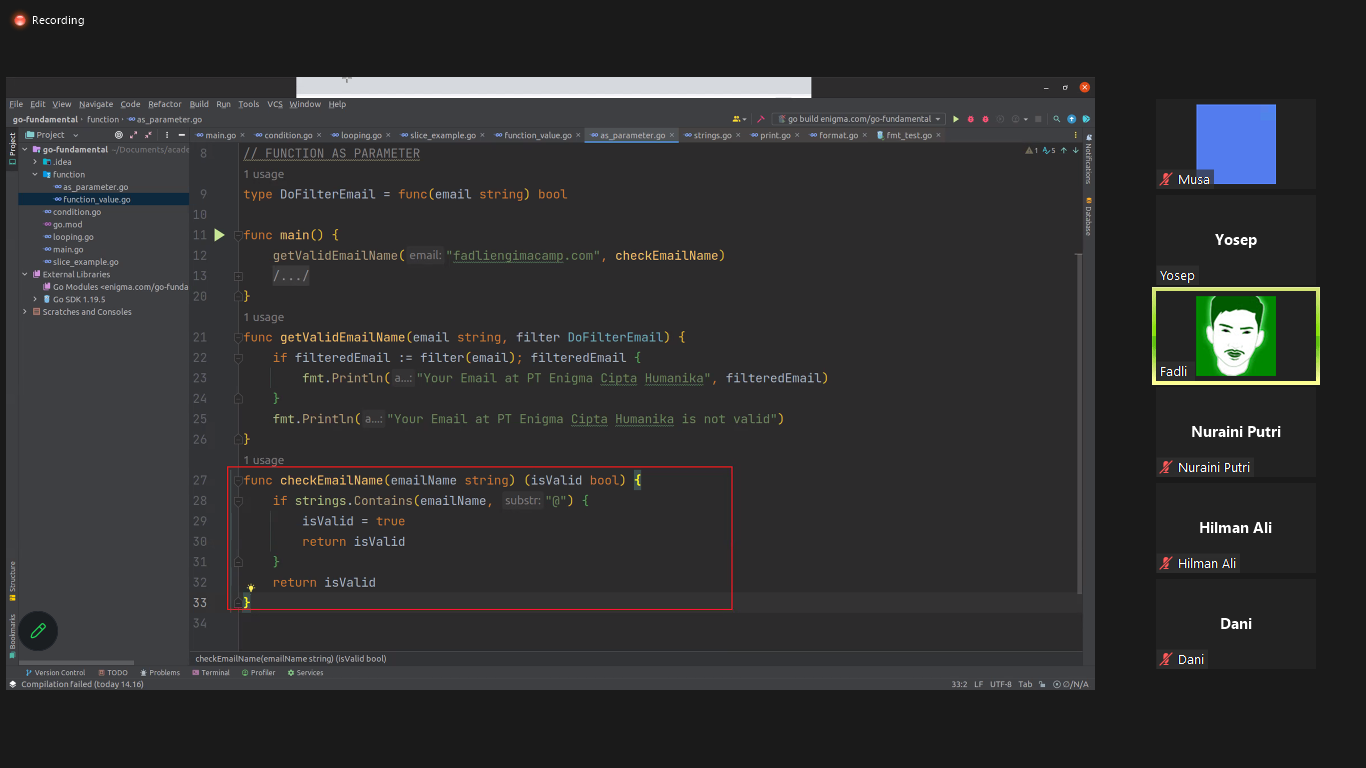 Recording
File Edit View Navigate Code Refactor Build Run Tools VCS Window Help
go-fundamental function as_parameter.go
go build enigma.com/go-fundamental
Project
main.go condition.go looping.go slice_example.go function_value.go as_parameter.go strings.go print.go format.go fmt_test.go
Project
go-fundamental ~/Documents/acade
.idea
function
as_parameter.go
function_value.go
condition.go
go.mod
looping.go
main.go
slice_example.go
External Libraries
Go Modules <enigma.com/go-funda
Go SDK 1.19.5
Scratches and Consoles
Structure
Bookmarks
1 5
8 // FUNCTION AS PARAMETER
1 usage
9 type DoFilterEmail = func(email string) bool
10
11 func main() {
12 getValidEmailName( email: "fadliengimacamp.com", checkEmailName)
13 /.../
20 }
1 usage
21 func getValidEmailName(email string, filter DoFilterEmail) {
22 if filteredEmail := filter(email); filteredEmail {
23 fmt.Println( a...: "Your Email at PT Enigma Cipta Humanika", filteredEmail)
24 }
25 fmt.Println( a...: "Your Email at PT Enigma Cipta Humanika is not valid")
26 }
1 usage
27 func checkEmailName(emailName string) (isValid bool) {
28 if strings.Contains(emailName, substr: "@") {
29 isValid = true
30 return isValid
31 }
32 return isValid
33 }
34
Notifications
Database
checkEmailName(emailName string) (isValid bool)
Version Control TODO Problems Terminal Profiler Services
Compilation failed (today 14.16)
33:2 LF UTF-8 Tab N/A
Musa
Yosep
Yosep
Fadli
Nuraini Putri
Nuraini Putri
Hilman Ali
Hilman Ali
Dani
Dani